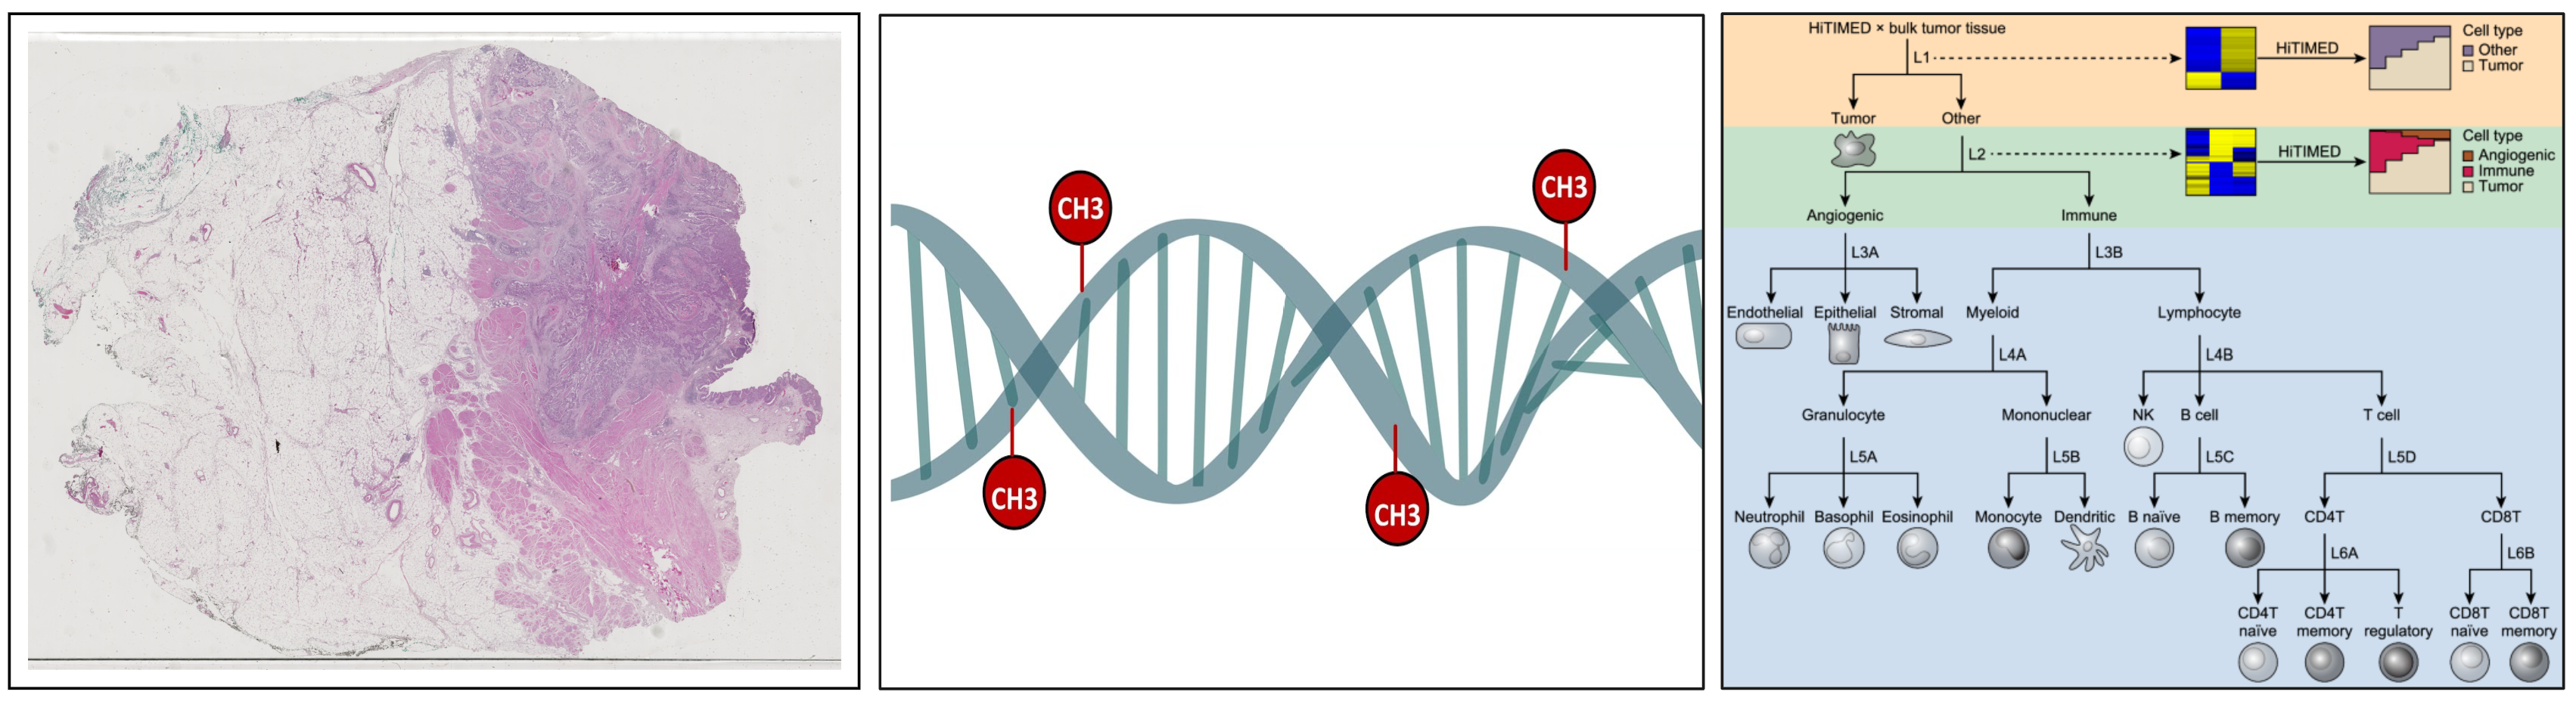 CH3
CH3
CH3
CH3
HiTIMED × bulk tumor tissue
L1
HiTIMED
Cell type
Other
Tumor
Tumor
Other
L2
HiTIMED
Cell type
Angiogenic
Immune
Tumor
Angiogenic
Immune
L3A
L3B
Endothelial
Epithelial
Stromal
Myeloid
Lymphocyte
L4A
L4B
Granulocyte
Mononuclear
NK
B cell
T cell
L5A
L5B
L5C
L5D
Neutrophil
Basophil
Eosinophil
Monocyte
Dendritic
B naïve
B memory
CD4T
CD8T
L6A
L6B
CD4T
naïve
CD4T
memory
T
regulatory
CD8T
naïve
CD8T
memory